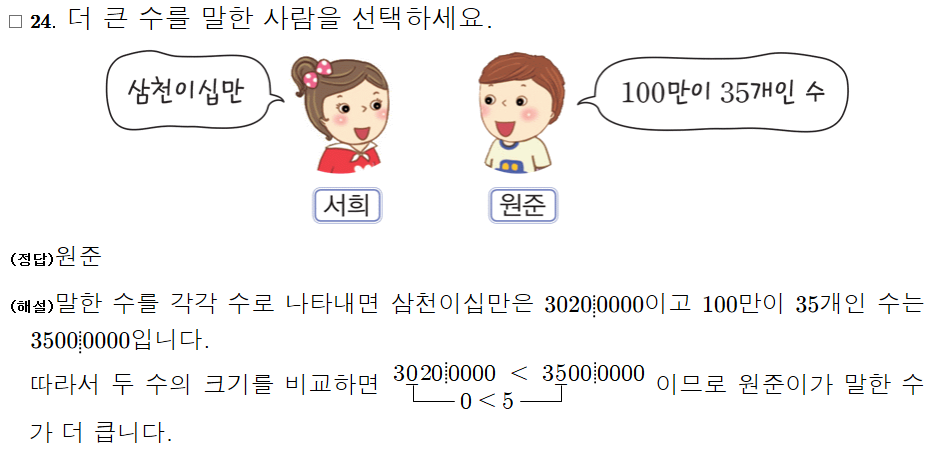 □ 24. 더 큰 수를 말한 사람을 선택하세요.
삼천이십만
100만이 35개인 수
서희
원준
(정답)원준
(해설)말한 수를 각각 수로 나타내면 삼천이십만은 3020┊0000이고 100만이 35개인 수는
3500┊0000입니다.
따라서 두 수의 크기를 비교하면 3020┊0000 < 3500┊0000 이므로 원준이가 말한 수
0 < 5
가 더 큽니다.